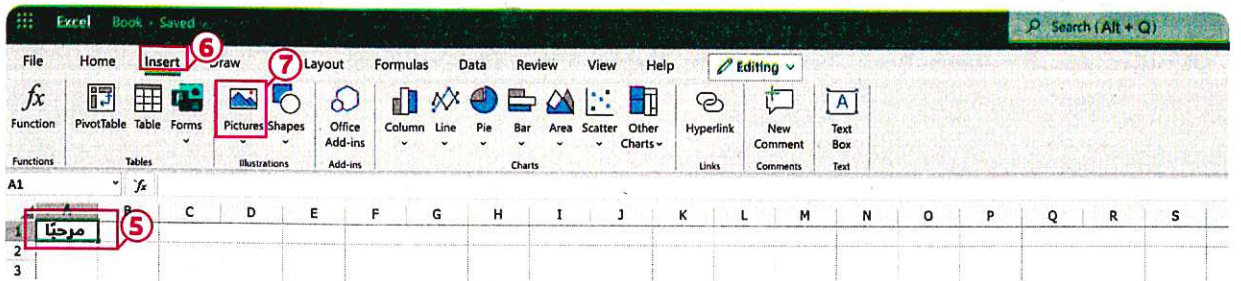 Excel Book - Saved Search (Alt + Q)
File Home Insert Draw Layout Formulas Data Review View Help Editing
6
7
fx
Function PivotTable Table Forms Pictures Shapes Office Add-ins Column Line Pie Bar Area Scatter Other Charts Hyperlink New Comment A Text Box
Functions Tables Illustrations Add-ins Charts Links Comments Text
A1 fx
A B C D E F G H I J K L M N O P Q R S
1 مرحبًا 5
2
3